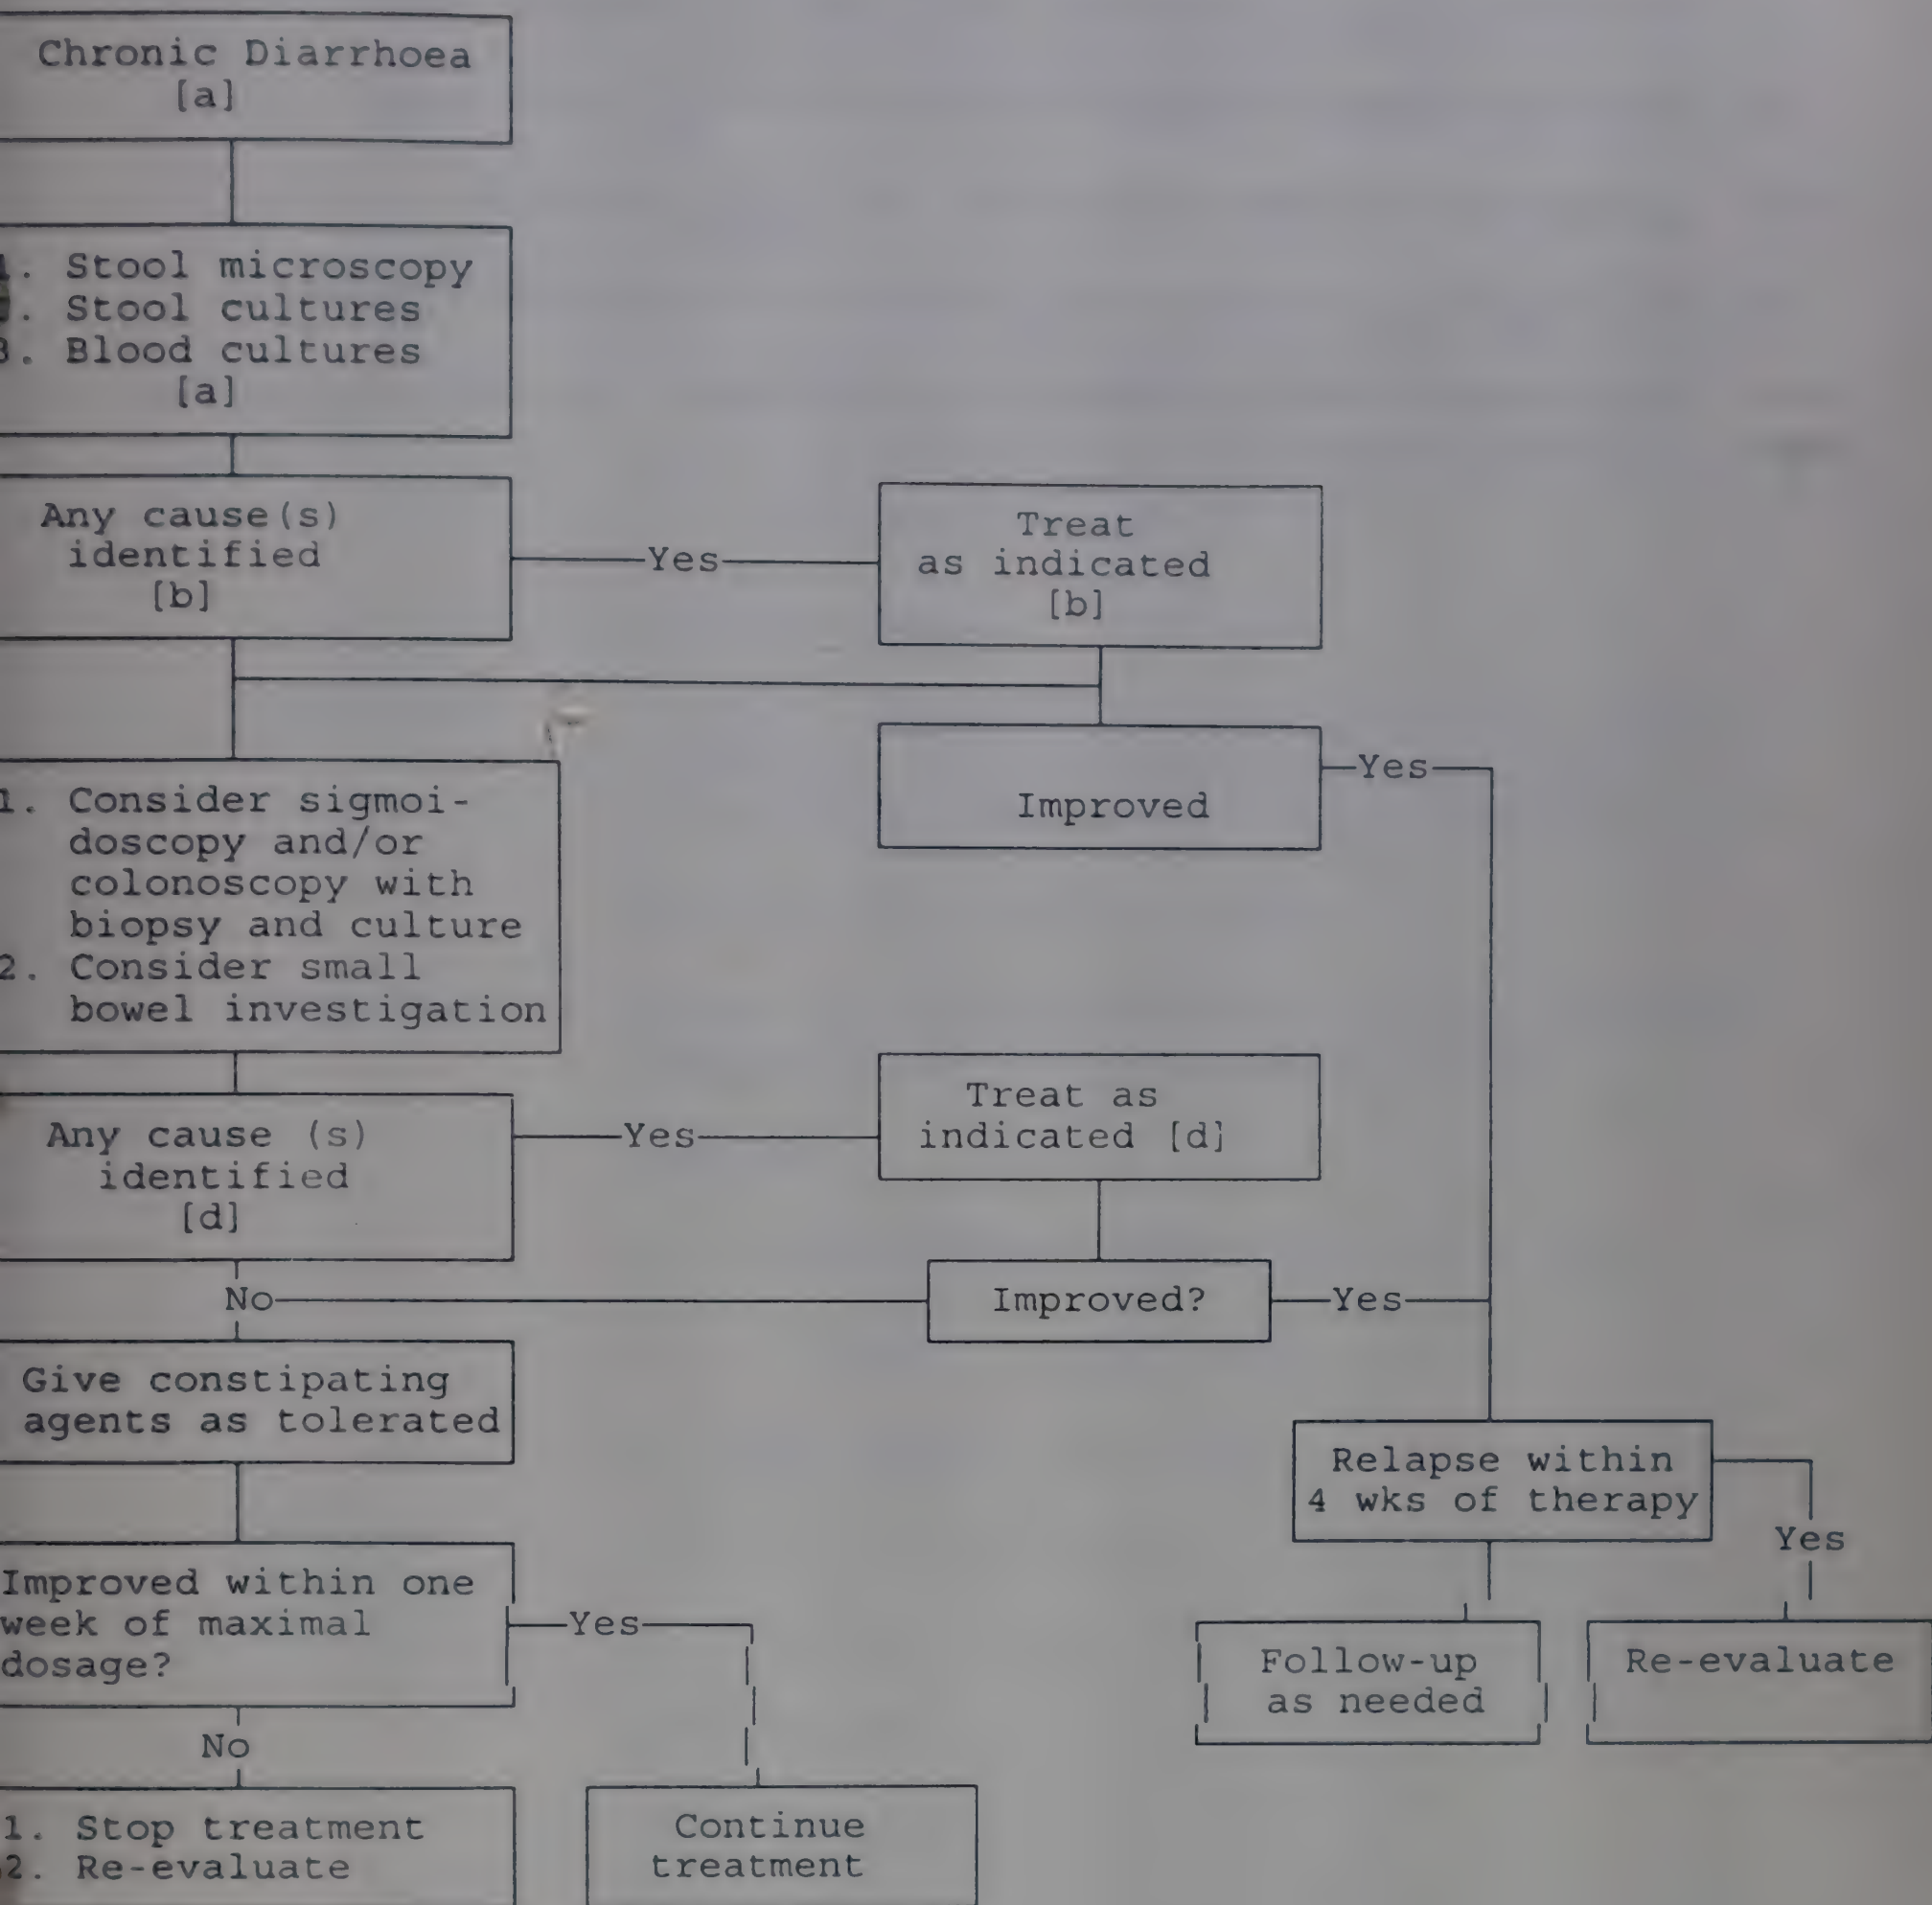 Chronic Diarrhoea
[a]
1. Stool microscopy
. Stool cultures
3. Blood cultures
[a]
Any cause(s)
identified
[b]
Yes
Treat
as indicated
[b]
Improved
Yes
1. Consider sigmoi-
doscopy and/or
colonoscopy with
biopsy and culture
2. Consider small
bowel investigation
Any cause (s)
identified
[d]
Yes
Treat as
indicated [d]
No
Improved?
Yes
Give constipating
agents as tolerated
Relapse within
4 wks of therapy
Yes
Improved within one
week of maximal
dosage?
Yes
Follow-up
as needed
Re-evaluate
No
1. Stop treatment
2. Re-evaluate
Continue
treatment